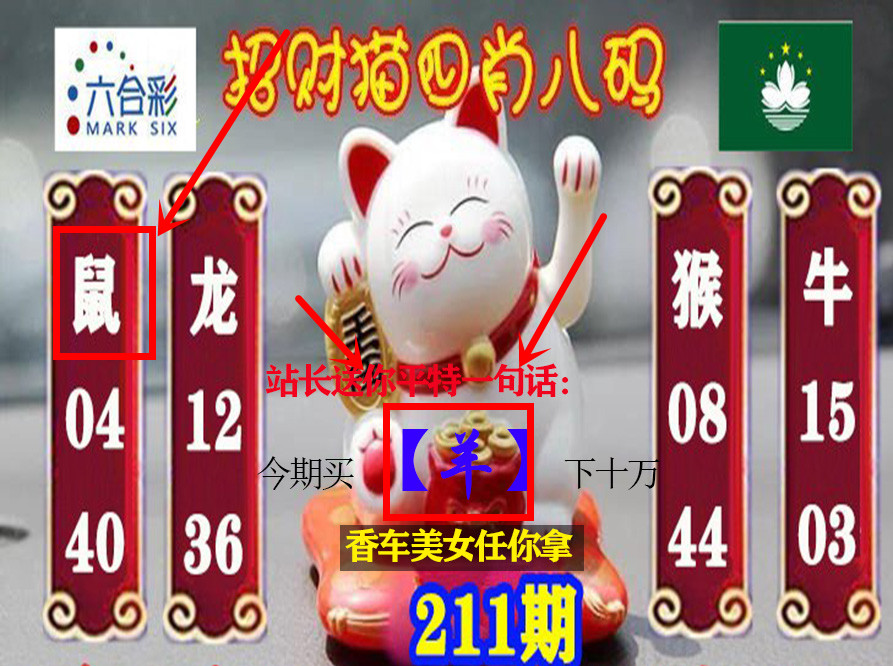 六合彩
MARK SIX
招财猫四肖八码
鼠
04
40
龙
12
36
猴
08
44
牛
15
03
站长送你平特一句话:
今期买【羊】下十万
香车美女任你拿
211期